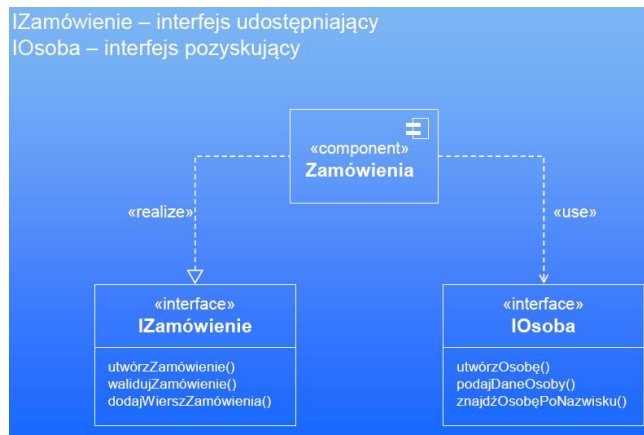 IZamówienie – interfejs udostępniający
IOsoba – interfejs pozyskujący
«component»
Zamówienia
«realize»
«use»
«interface»
IZamówienie
utwórzZamówienie()
walidujZamówienie()
dodajWierszZamówienia()
«interface»
IOsoba
utwórzOsobę()
podajDaneOsoby()
znajdźOsobęPoNazwisku()